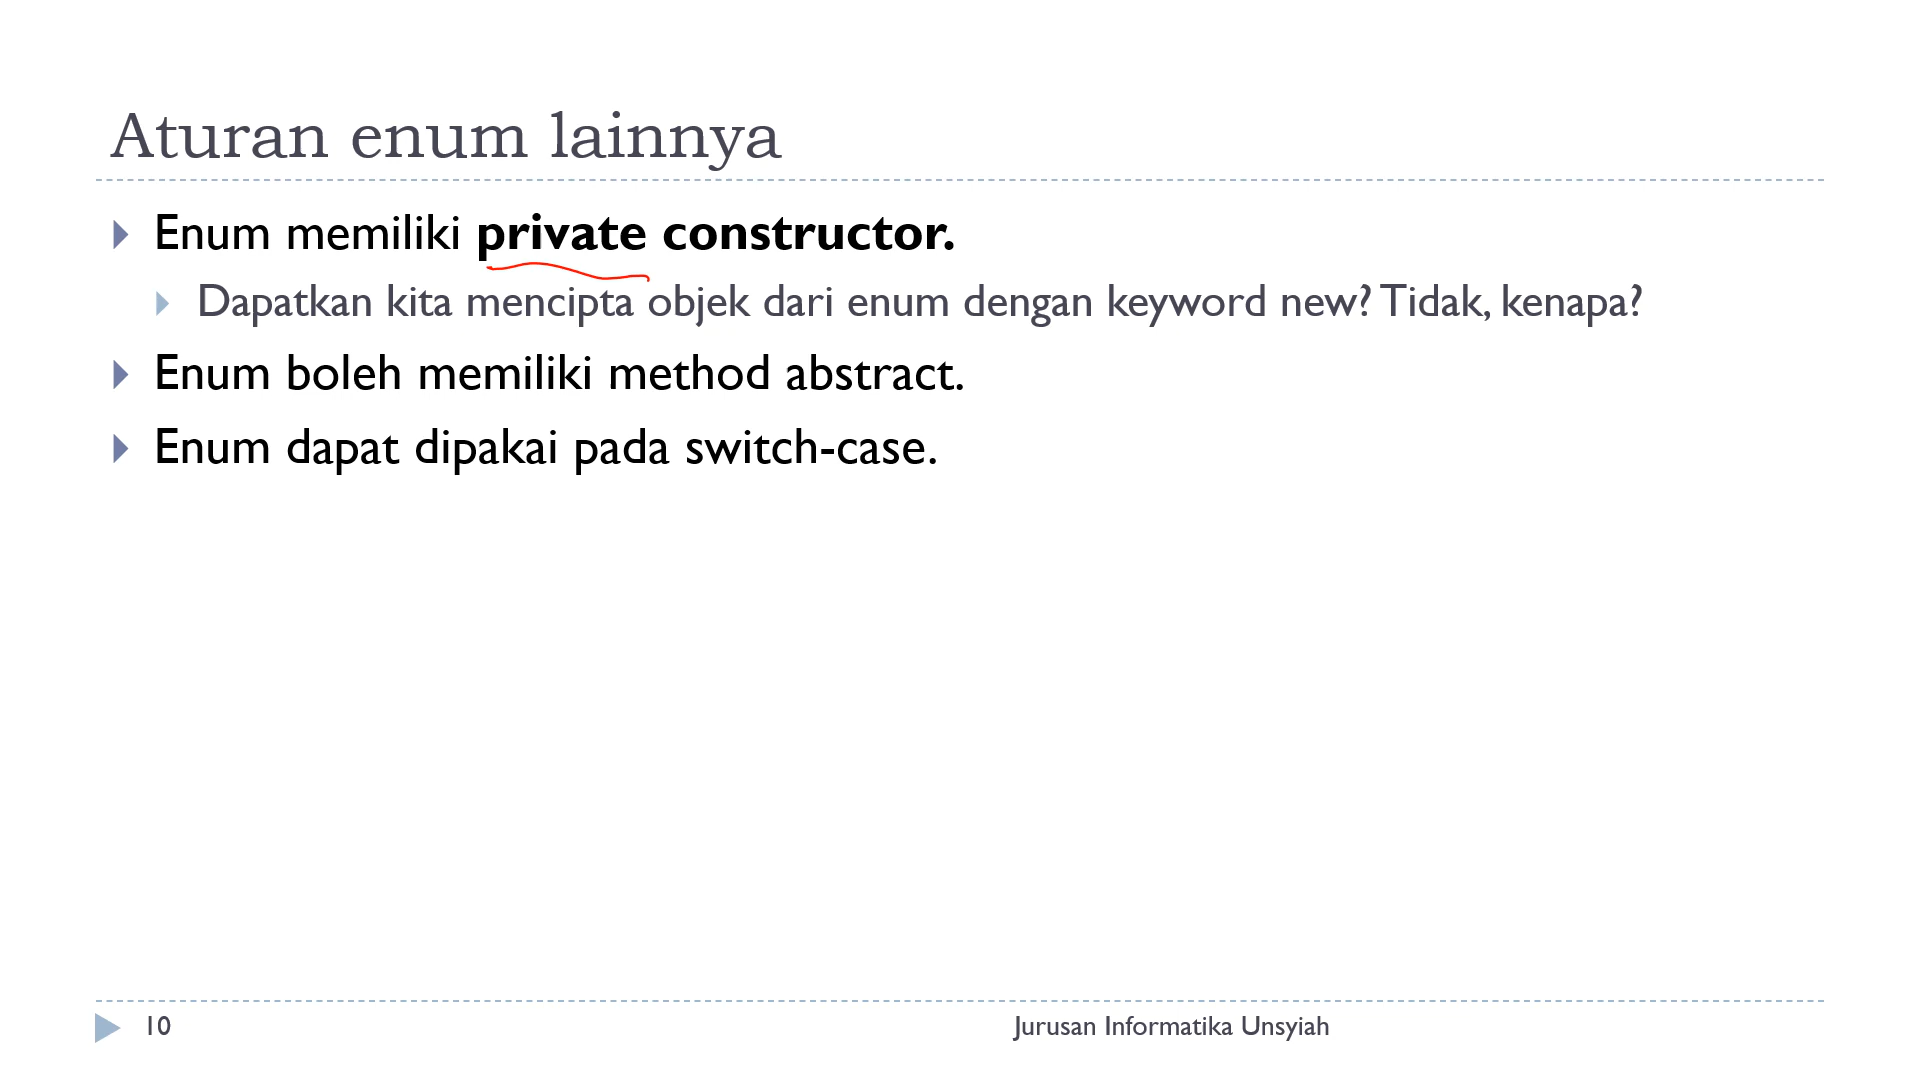 Aturan enum lainnya
Enum memiliki private constructor.
Dapatkan kita mencipta objek dari enum dengan keyword new? Tidak, kenapa?
Enum boleh memiliki method abstract.
Enum dapat dipakai pada switch-case.
10
Jurusan Informatika Unsyiah